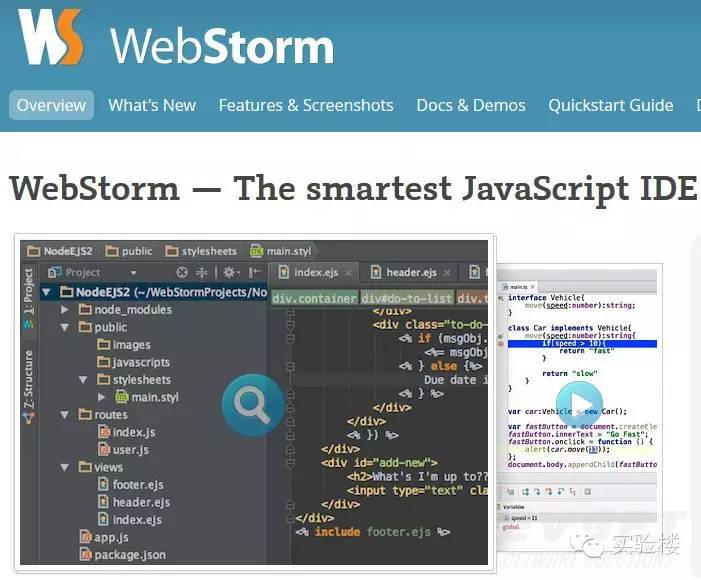 WS WebStorm
Overview What's New Features & Screenshots Docs & Demos Quickstart Guide
WebStorm — The smartest JavaScript IDE
NodeEJS2 public stylesheets main.styl
Project
index.ejs
header.ejs
1: Project
Z: Structure
NodeEJS2 (~/WebStormProjects/No
node_modules
public
images
javascripts
stylesheets
main.styl
routes
index.js
user.js
views
footer.ejs
header.ejs
index.ejs
app.js
package.json
div.container div#do-to-list div.t
</div>
<div class="to-do-
<% if (msgObj.
<%= msgObj
<% } else {%>
Due date i
<% } %>
</div>
</div>
<% }) %>
</div>
<div id="add-new">
<h2>What's I'm up to??
<input type="text" clas
</div>
</div>
<% include footer.ejs %>
main.ts
interface Vehicle{
move(speed:number):string;
}
class Car implements Vehicle{
move(speed:number):string{
if(speed > 10){
return "fast"
}
return "slow"
}
}
var car:Vehicle = new Car();
var fastButton = document.createEle
fastButton.innerText = "Go Fast";
fastButton.onclick = function () {
alert(car.move(11));
};
document.body.appendChild(fastButton
Variables
speed = 11
global
实验楼
SOFTWARE SOLUTIONS